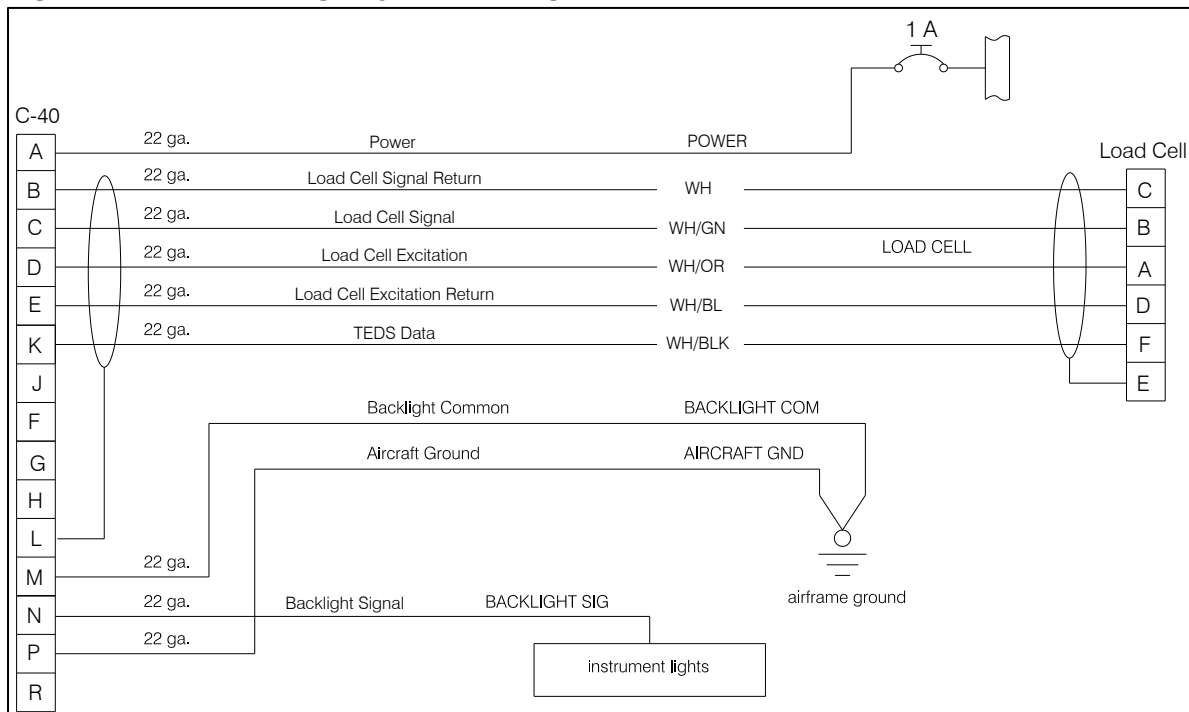 1 A
C-40
Load Cell
A 22 ga. Power POWER
B 22 ga. Load Cell Signal Return WH C
C 22 ga. Load Cell Signal WH/GN B
LOAD CELL
D 22 ga. Load Cell Excitation WH/OR A
E 22 ga. Load Cell Excitation Return WH/BL D
K 22 ga. TEDS Data WH/BLK F
J E
F Backlight Common BACKLIGHT COM
G Aircraft Ground AIRCRAFT GND
H
L
M 22 ga.
airframe ground
N 22 ga. Backlight Signal BACKLIGHT SIG
P 22 ga.
instrument lights
R